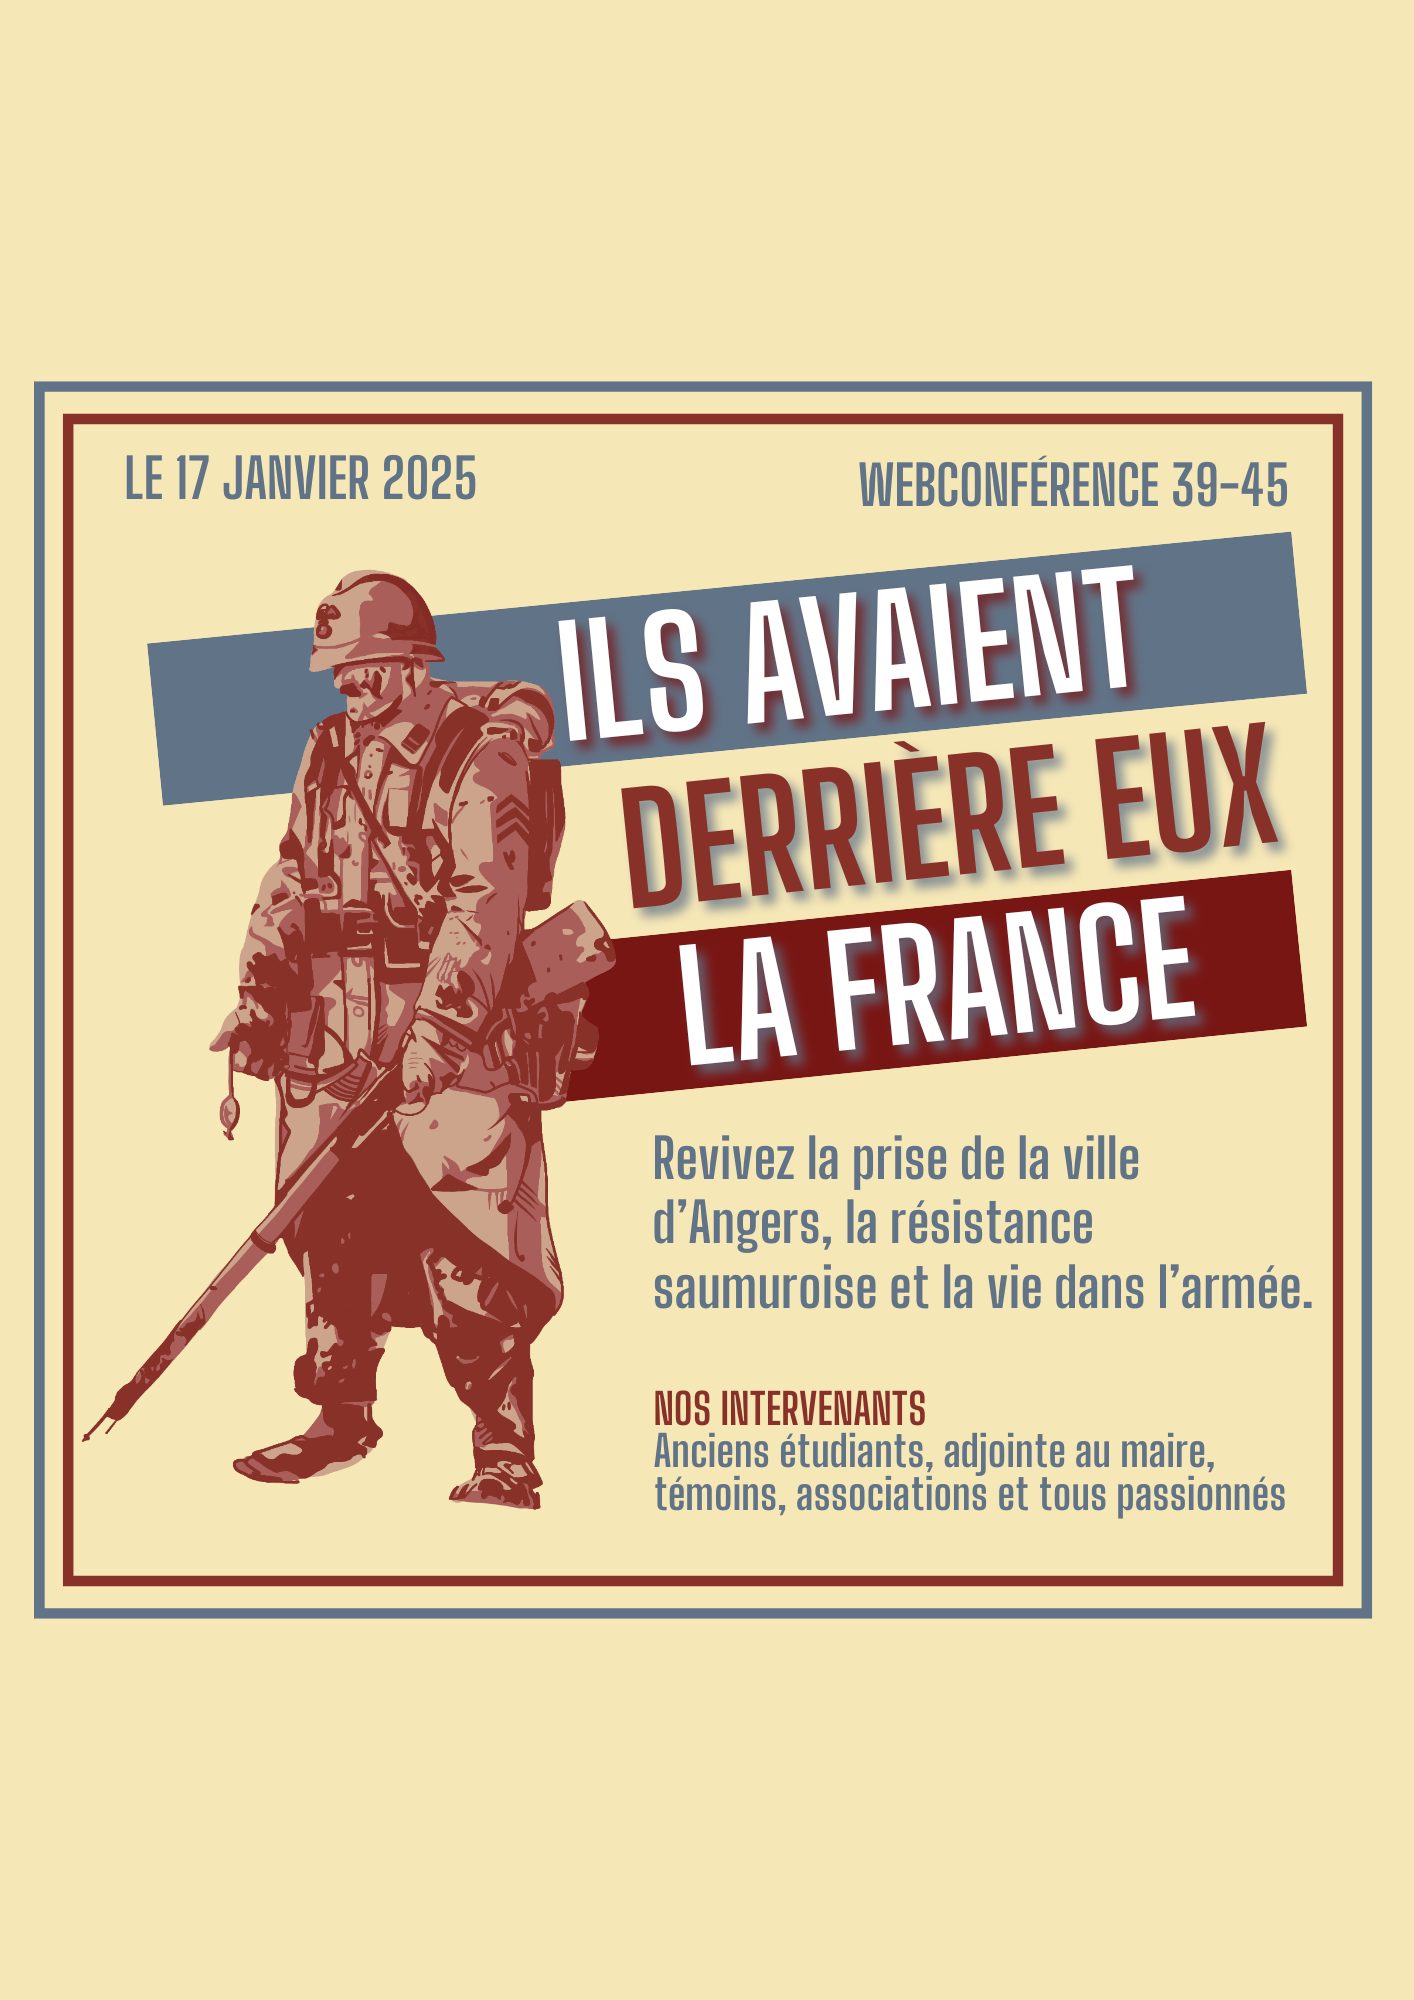 LE 17 JANVIER 2025
WEBCONFÉRENCE 39-45
ILS AVAIENT
DERRIÈRE EUX
LA FRANCE
Revivez la prise de la ville
d’Angers, la résistance
saumuroise et la vie dans l’armée.
NOS INTERVENANTS
Anciens étudiants, adjointe au maire,
témoins, associations et tous passionnés